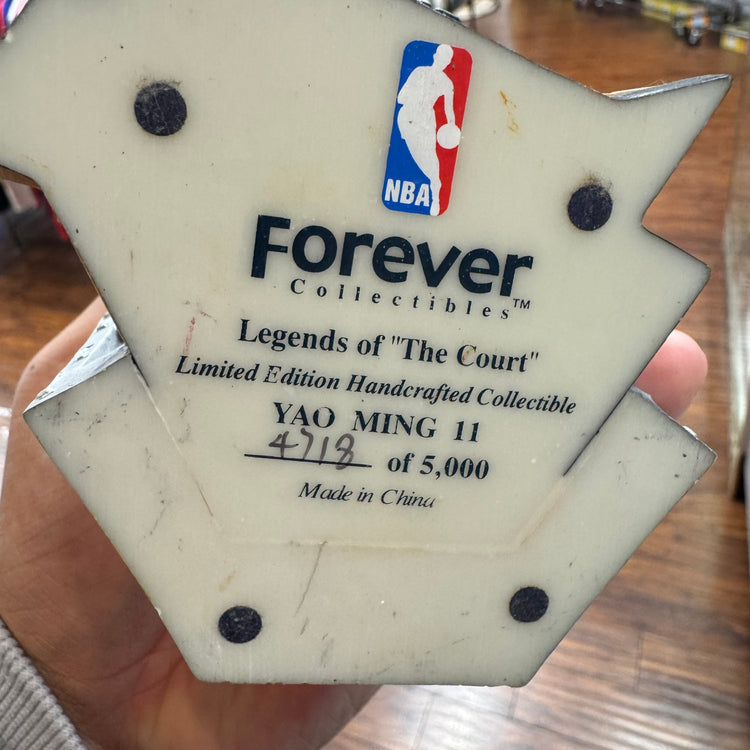 NBA
Forever
Collectibles™
Legends of "The Court"
Limited Edition Handcrafted Collectible
YAO MING 11
4718 of 5,000
Made in China